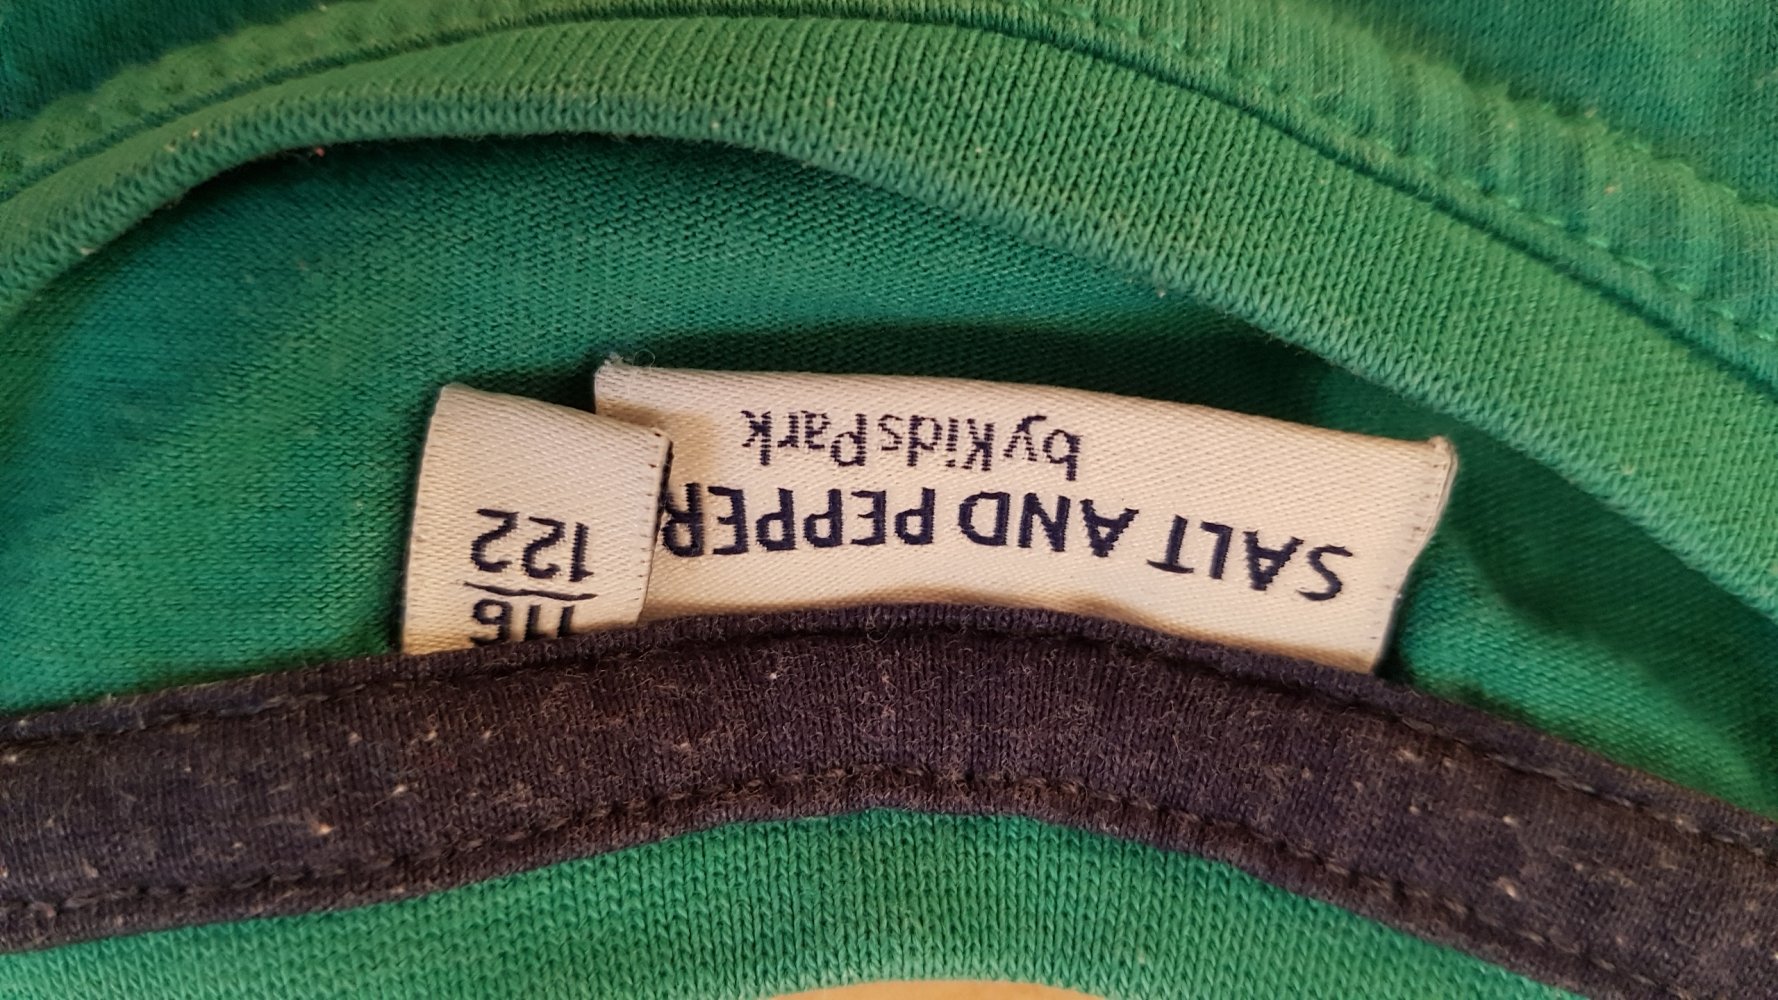 SALT AND PEPPER
by Kids Park
116/
122